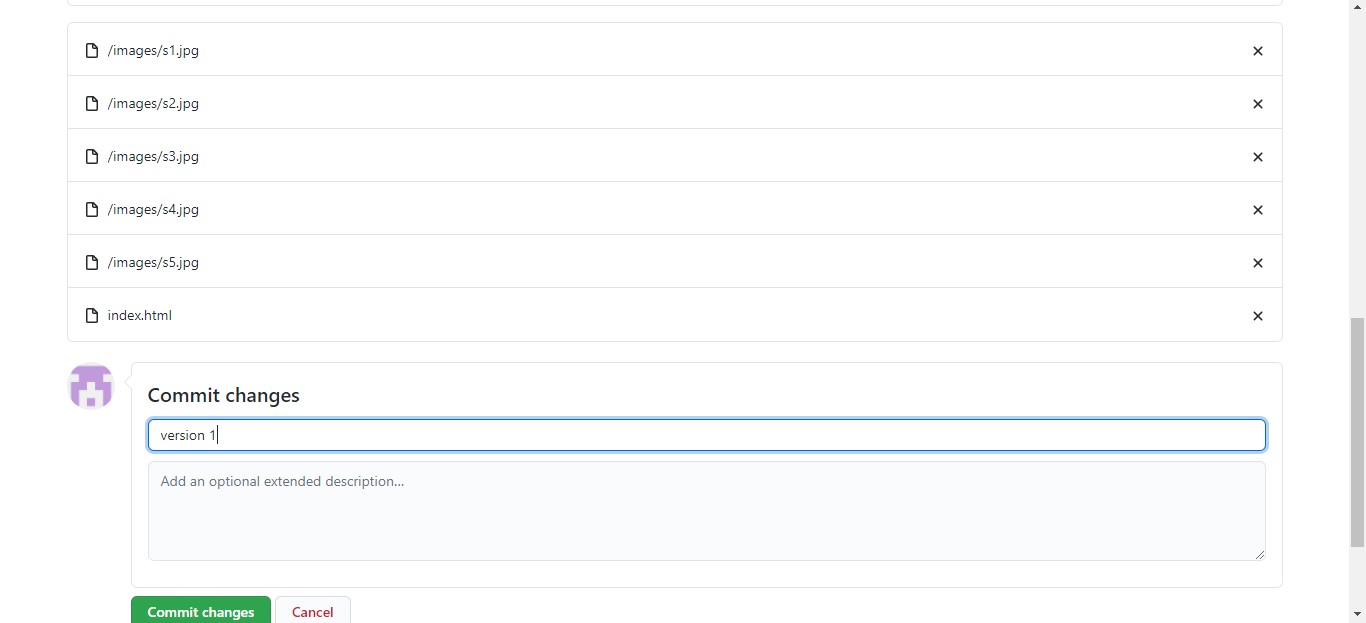 /images/s1.jpg
/images/s2.jpg
/images/s3.jpg
/images/s4.jpg
/images/s5.jpg
index.html
Commit changes
version 1
Add an optional extended description...
Commit changes Cancel